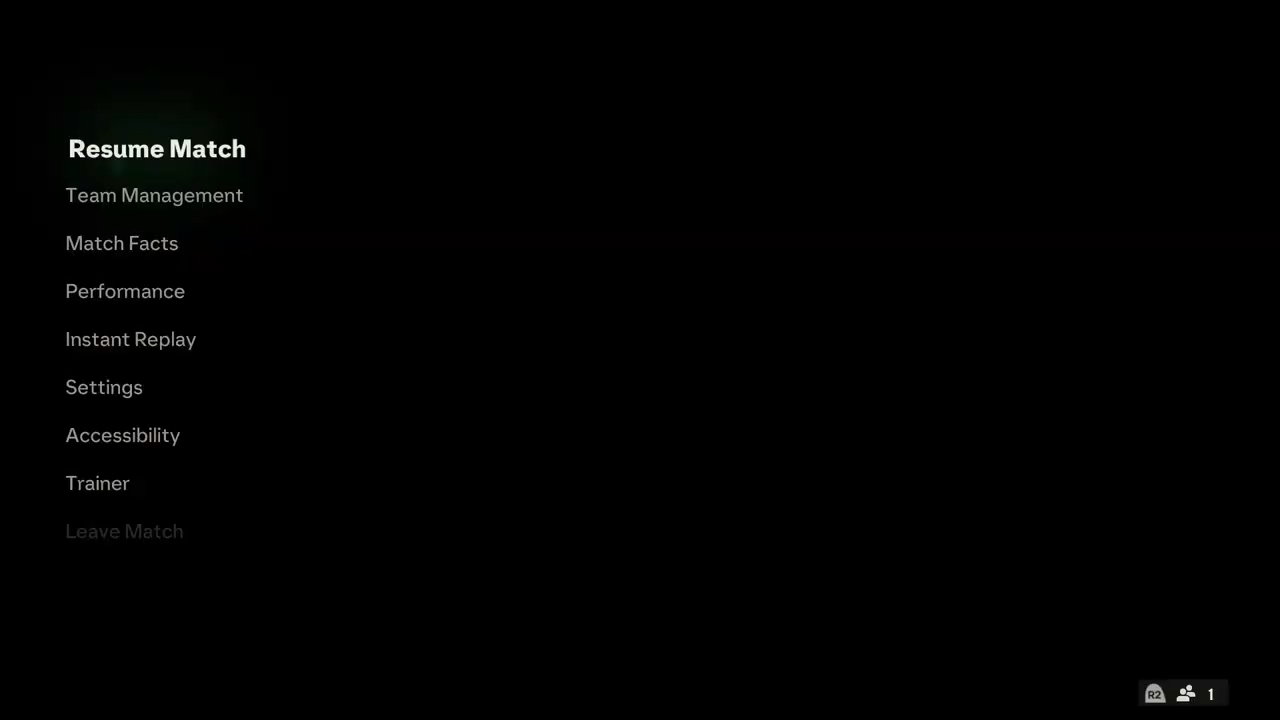 Resume Match
Team Management
Match Facts
Performance
Instant Replay
Settings
Accessibility
Trainer
Leave Match
R2 1